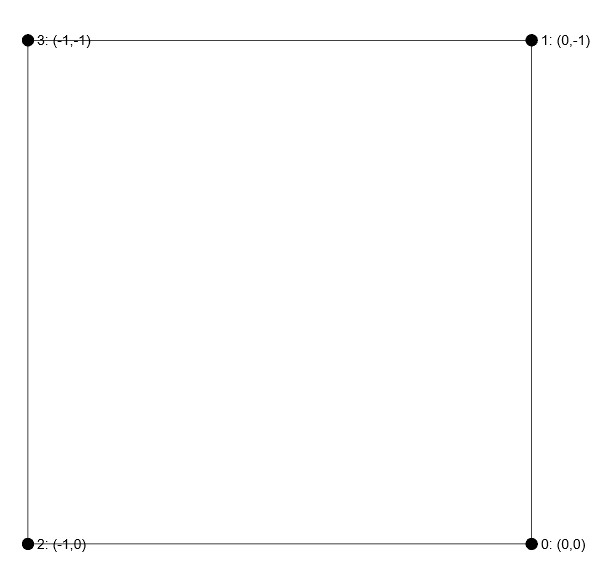 3: (-1,-1)
1: (0,-1)
2: (-1,0)
0: (0,0)